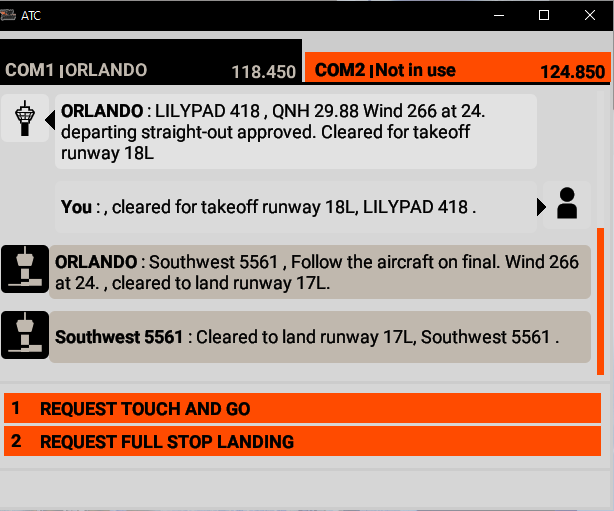 ATC
COM1 |ORLANDO 118.450
COM2 |Not in use 124.850
ORLANDO : LILYPAD 418 , QNH 29.88 Wind 266 at 24.
departing straight-out approved. Cleared for takeoff
runway 18L
You : , cleared for takeoff runway 18L, LILYPAD 418 .
ORLANDO : Southwest 5561 , Follow the aircraft on final. Wind 266
at 24. , cleared to land runway 17L.
Southwest 5561 : Cleared to land runway 17L, Southwest 5561 .
1 REQUEST TOUCH AND GO
2 REQUEST FULL STOP LANDING